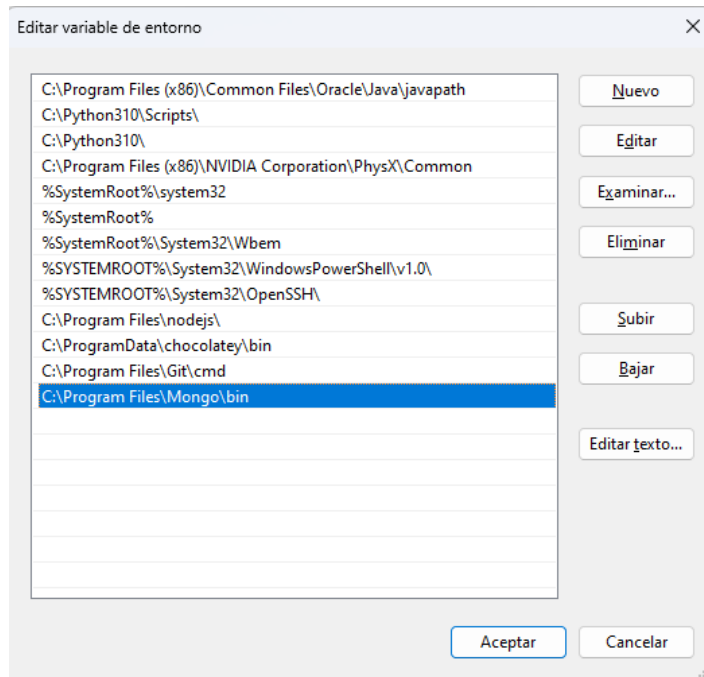 Editar variable de entorno
C:\Program Files (x86)\Common Files\Oracle\Java\javapath
C:\Python310\Scripts\
C:\Python310\
C:\Program Files (x86)\NVIDIA Corporation\PhysX\Common
%SystemRoot%\system32
%SystemRoot%
%SystemRoot%\System32\Wbem
%SYSTEMROOT%\System32\WindowsPowerShell\v1.0\
%SYSTEMROOT%\System32\OpenSSH\
C:\Program Files\nodejs\
C:\ProgramData\chocolatey\bin
C:\Program Files\Git\cmd
C:\Program Files\Mongo\bin
Nuevo
Editar
Examinar...
Eliminar
Subir
Bajar
Editar texto...
Aceptar
Cancelar